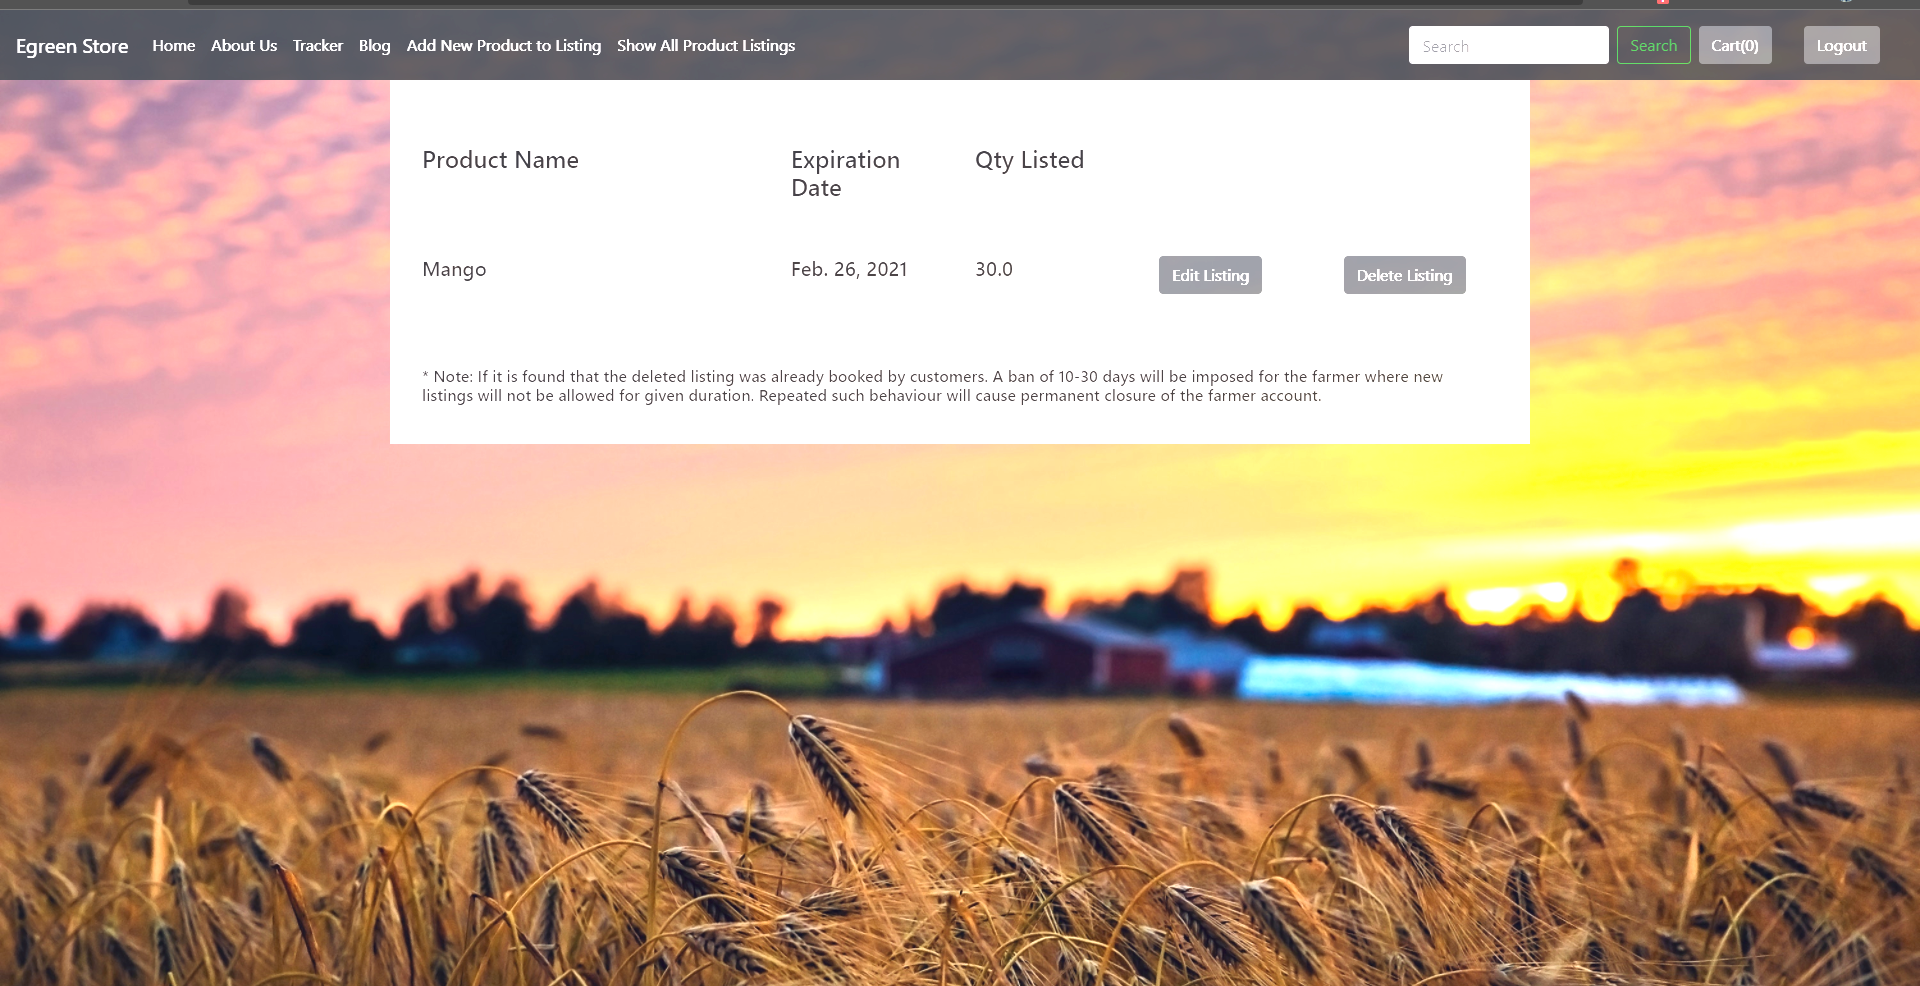 Egreen Store Home About Us Tracker Blog Add New Product to Listing Show All Product Listings Search Search Cart(0) Logout
Product Name Expiration Qty Listed
Date
Mango Feb. 26, 2021 30.0 Edit Listing Delete Listing
* Note: If it is found that the deleted listing was already booked by customers. A ban of 10-30 days will be imposed for the farmer where new
listings will not be allowed for given duration. Repeated such behaviour will cause permanent closure of the farmer account.